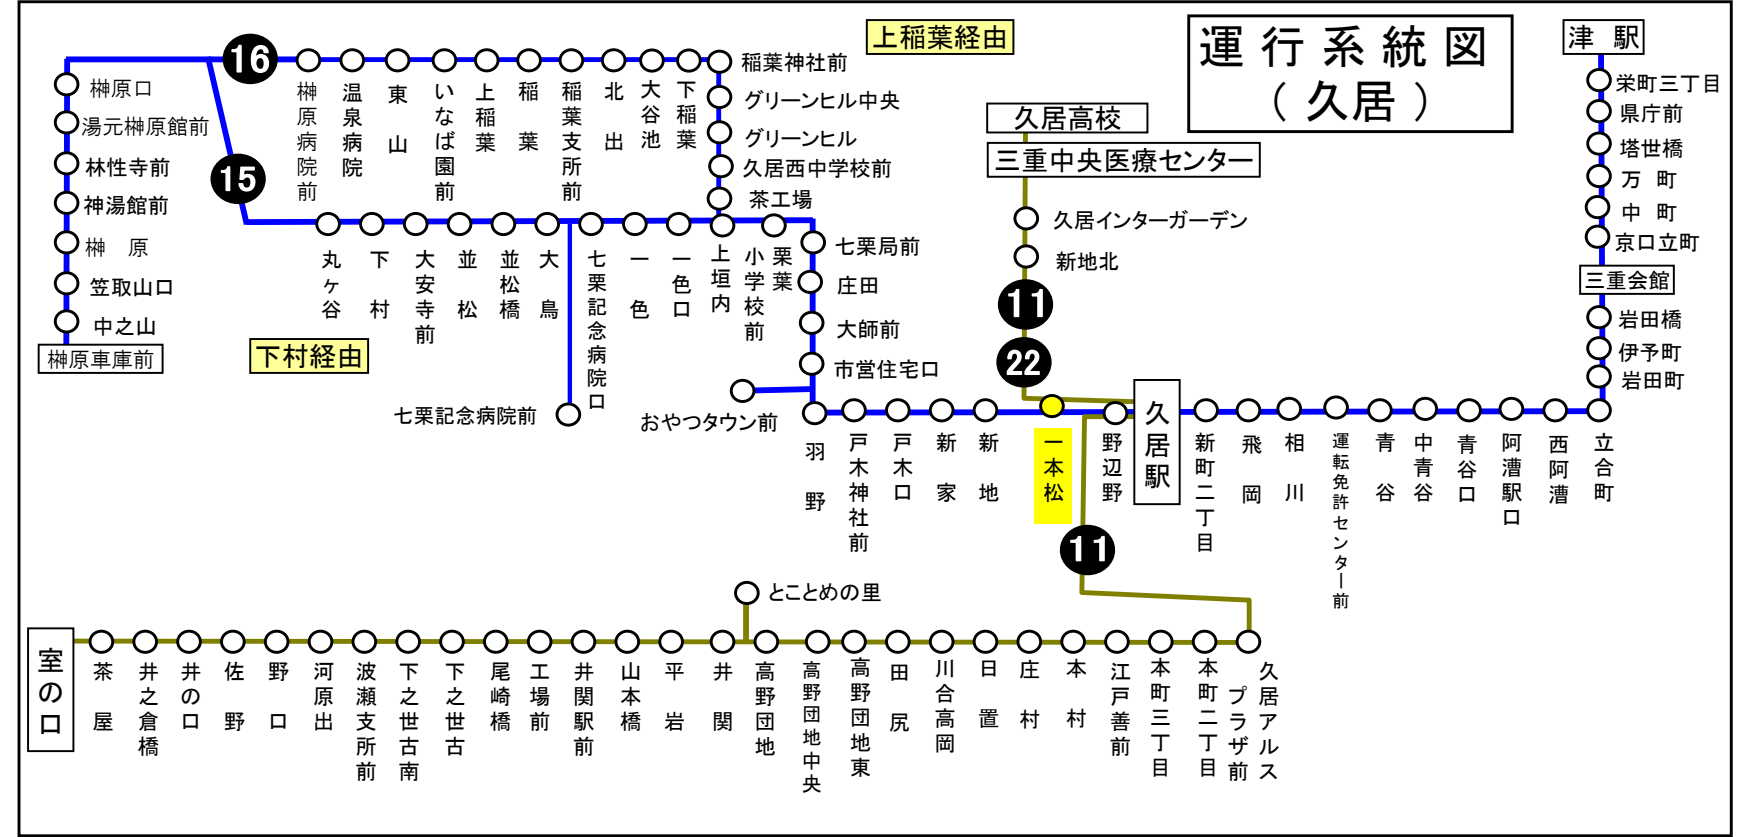 運行系統図
（久居）
上稲葉経由
下村経由
津 駅
栄町三丁目
県庁前
塔世橋
万 町
中 町
京口立町
三重会館
岩田橋
伊予町
岩田町
立合町
西阿漕
阿漕駅口
青谷口
中青谷
青 谷
運転免許センター前
相 川
飛 岡
新町二丁目
久居駅
野辺野
一本松
新 地
新 家
戸木口
戸木神社前
羽 野
おやつタウン前
市営住宅口
大師前
庄田
七栗局前
栗葉
小学校前
上垣内
一色口
一 色
七栗記念病院口
七栗記念病院前
大 鳥
並松橋
並 松
大安寺前
下 村
丸ヶ谷
15
16
茶工場
久居西中学校前
グリーンヒル
グリーンヒル中央
稲葉神社前
下稲葉
大谷池
北 出
稲葉支所前
稲 葉
上稲葉
いなば園前
東 山
温泉病院
榊原病院前
榊原口
湯元榊原館前
林性寺前
神湯館前
榊 原
笠取山口
中之山
榊原車庫前
久居高校
三重中央医療センター
久居インターガーデン
新地北
11
22
11
久居アルス
プラザ前
本町二丁目
本町三丁目
江戸善前
本 村
庄 村
日 置
川合高岡
田 尻
高野団地東
高野団地中央
高野団地
とことめの里
井 関
平 岩
山本橋
井関駅前
工場前
尾崎橋
下之世古
下之世古南
波瀬支所前
河原出
野 口
佐 野
井の口
井之倉橋
茶 屋
室の口